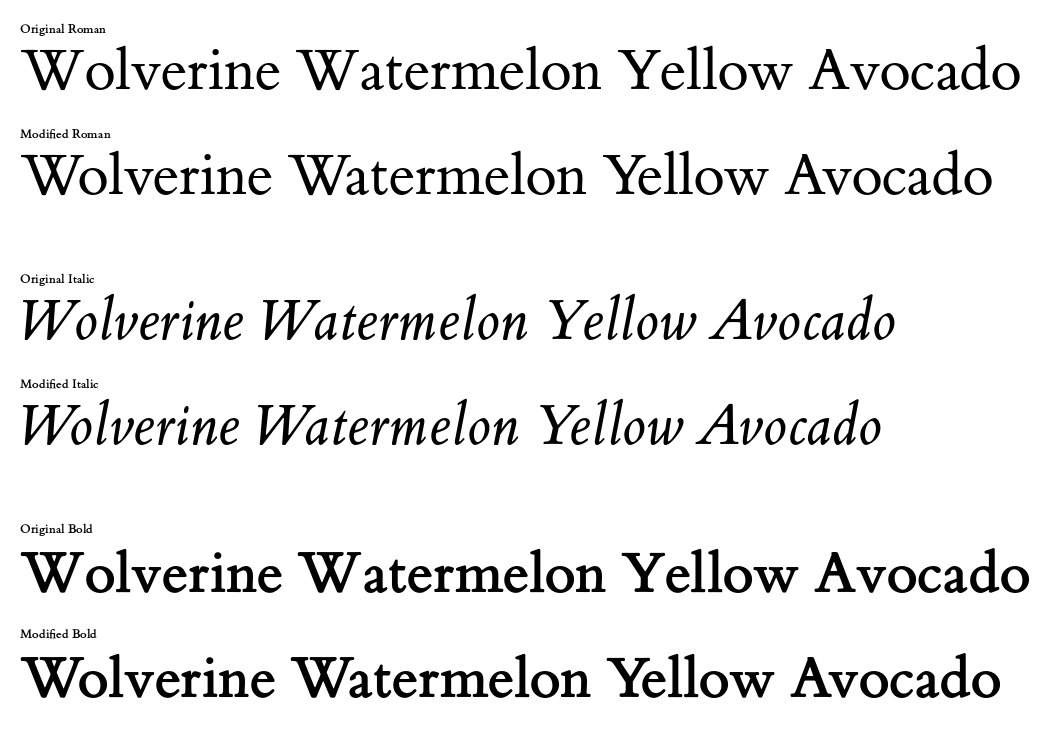 Original Roman
Wolverine Watermelon Yellow Avocado
Modified Roman
Wolverine Watermelon Yellow Avocado
Original Italic
Wolverine Watermelon Yellow Avocado
Modified Italic
Wolverine Watermelon Yellow Avocado
Original Bold
Wolverine Watermelon Yellow Avocado
Modified Bold
Wolverine Watermelon Yellow Avocado